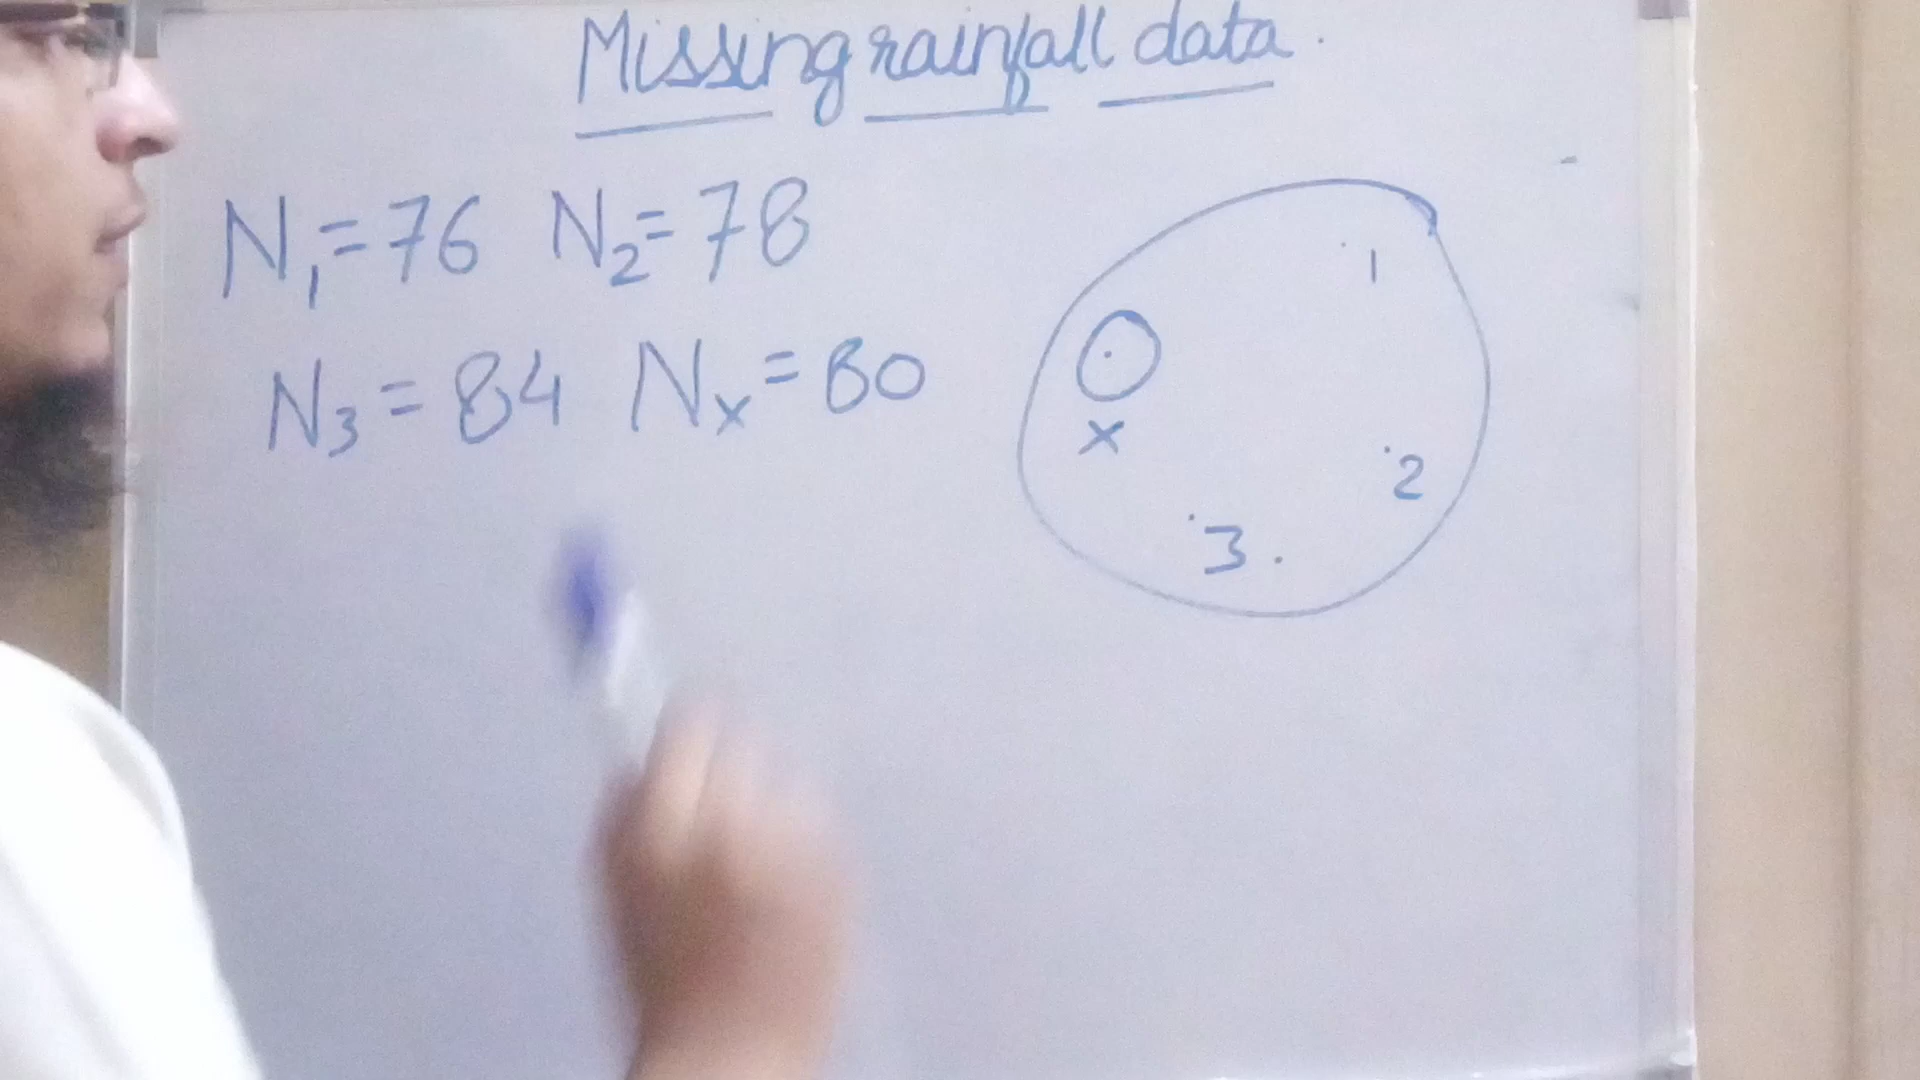 Missing rainfall data.
N₁=76 N₂=78
N₃=84 Nₓ=80
1
x
2
3.